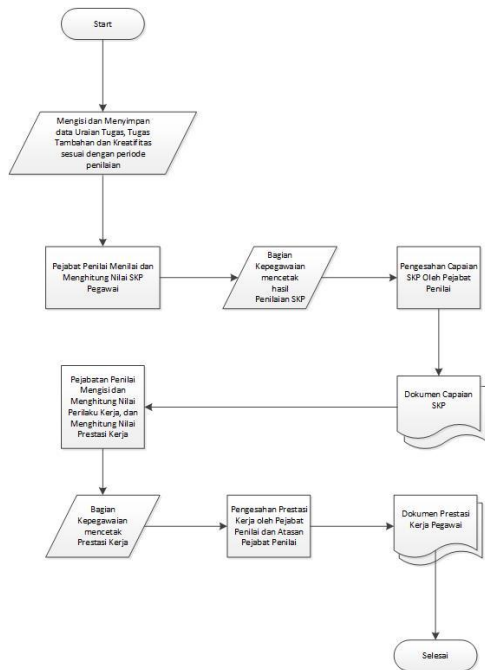 Start
Mengisi dan Menyimpan
data Uraian Tugas, Tugas
Tambahan dan Kreatifitas
sesuai dengan periode
penilaian
Pejabat Penilai Menilai dan
Menghitung Nilai SKP
Pegawai
Bagian
Kepegawaian
mencetak
hasil
Penilaian SKP
Pengesahan Capaian
SKP Oleh Pejabat
Penilai
Dokumen Capaian
SKP
Pejabatan Penilai
Mengisi dan
Menghitung Nilai
Perilaku Kerja, dan
Menghitung Nilai
Prestasi Kerja
Bagian
Kepegawaian
mencetak
Prestasi Kerja
Pengesahan Prestasi
Kerja oleh Pejabat
Penilai dan Atasan
Pejabat Penilai
Dokumen Prestasi
Kerja Pegawai
Selesai